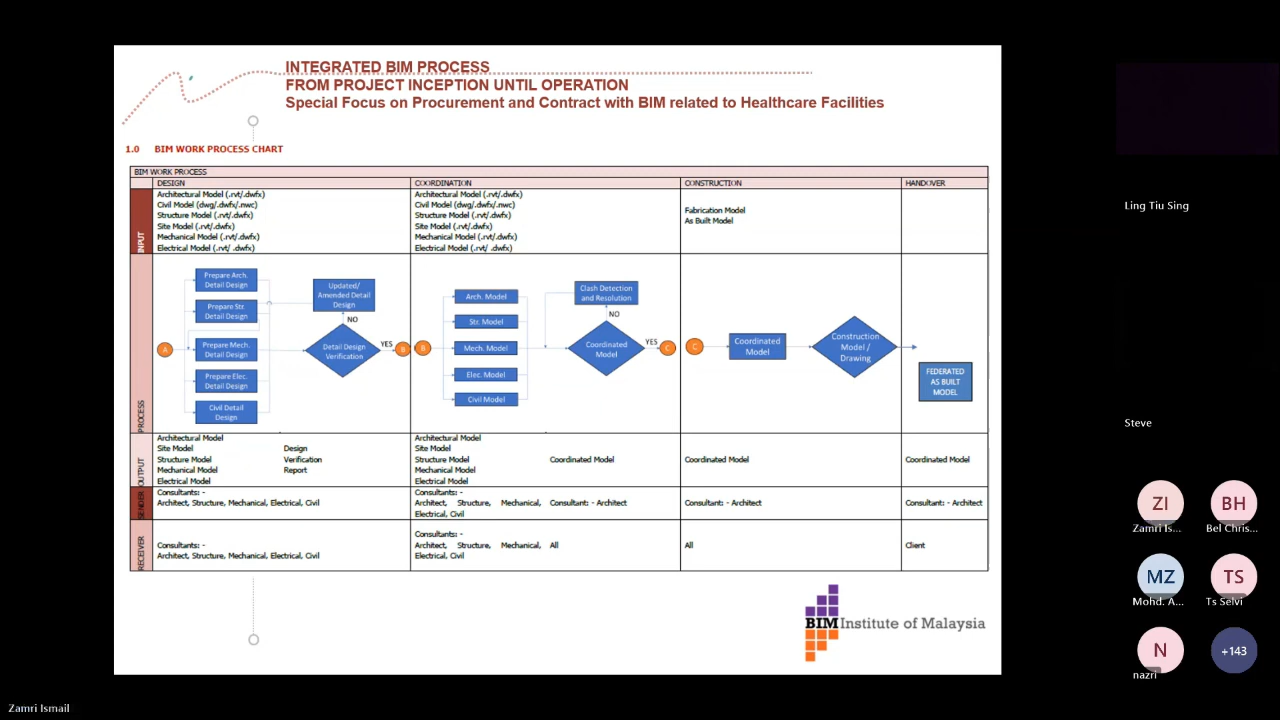 INTEGRATED BIM PROCESS
FROM PROJECT INCEPTION UNTIL OPERATION
Special Focus on Procurement and Contract with BIM related to Healthcare Facilities
1.0 BIM WORK PROCESS CHART
BIM WORK PROCESS
DESIGN
COORDINATION
CONSTRUCTION
HANDOVER
INPUT
Architectural Model (.rvt/.dwfx)
Civil Model (dwg/.dwfx/.nwc)
Structure Model (.rvt/.dwfx)
Site Model (.rvt/.dwfx)
Mechanical Model (.rvt/.dwfx)
Electrical Model (.rvt/ .dwfx)
Architectural Model (.rvt/.dwfx)
Civil Model (dwg/.dwfx/.nwc)
Structure Model (.rvt/.dwfx)
Site Model (.rvt/.dwfx)
Mechanical Model (.rvt/.dwfx)
Electrical Model (.rvt/ .dwfx)
Fabrication Model
As Built Model
PROCESS
A
Prepare Arch.
Detail Design
Prepare Str.
Detail Design
Prepare Mech.
Detail Design
Prepare Elec.
Detail Design
Civil Detail
Design
Updated/
Amended Detail
Design
NO
Detail Design
Verification
YES
B
B
Arch. Model
Str. Model
Mech. Model
Elec. Model
Civil Model
Clash Detection
and Resolution
NO
Coordinated
Model
YES
C
C
Coordinated
Model
Construction
Model /
Drawing
FEDERATED
AS BUILT
MODEL
OUTPUT
Architectural Model
Site Model
Structure Model
Mechanical Model
Electrical Model
Design
Verification
Report
Architectural Model
Site Model
Structure Model
Mechanical Model
Electrical Model
Coordinated Model
Coordinated Model
Coordinated Model
SENDER
Consultants: -
Architect, Structure, Mechanical, Electrical, Civil
Consultants: -
Architect, Structure, Mechanical,
Electrical, Civil
Consultant: - Architect
Consultant: - Architect
Consultant: - Architect
RECEIVER
Consultants: -
Architect, Structure, Mechanical, Electrical, Civil
Consultants: -
Architect, Structure, Mechanical,
Electrical, Civil
All
All
Client
BIM Institute of Malaysia
Ling Tiu Sing
Steve
ZI
Zamri Is...
BH
Bel Chris...
MZ
Mohd. A...
TS
Ts Selvi
N
nazri
+143
Zamri Ismail